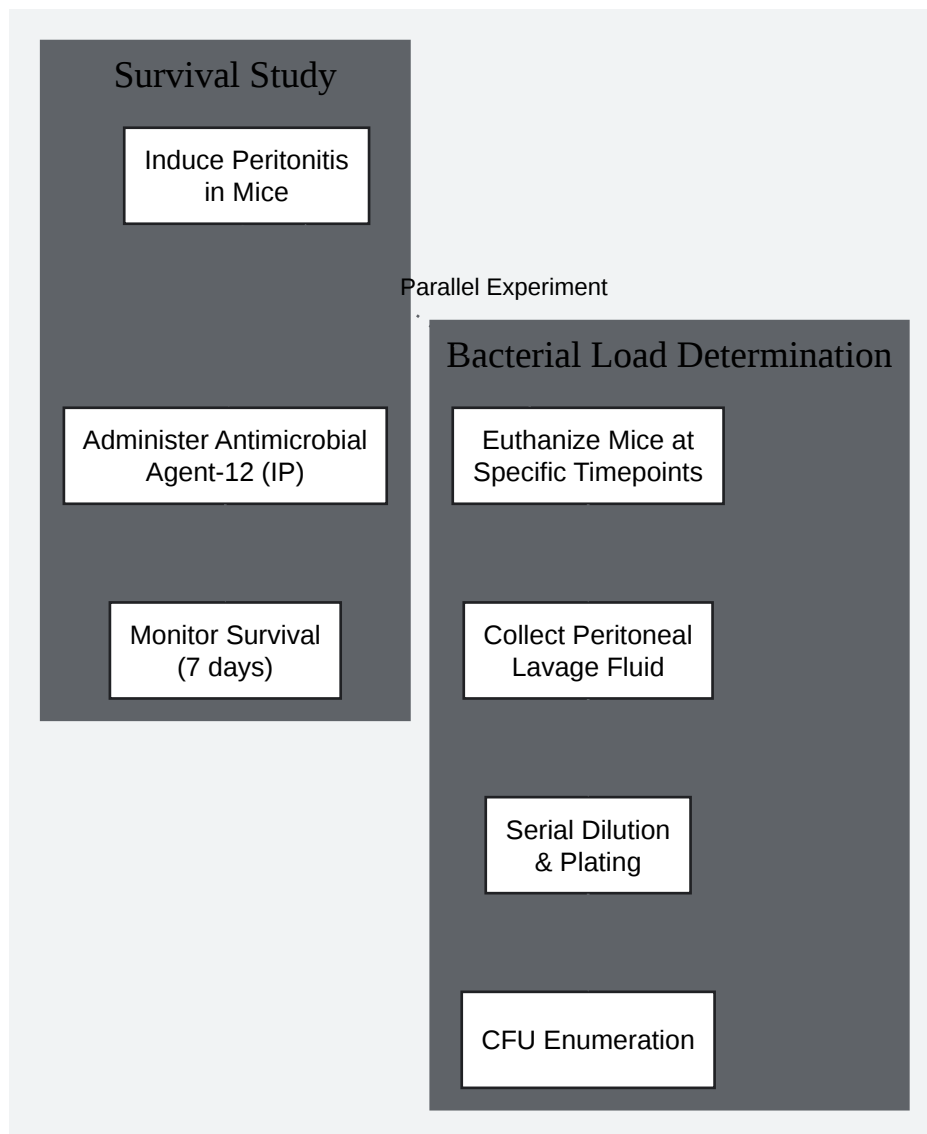 Survival Study
Induce Peritonitis
in Mice
Parallel Experiment
Bacterial Load Determination
Administer Antimicrobial
Agent-12 (IP)
Euthanize Mice at
Specific Timepoints
Monitor Survival
(7 days)
Collect Peritoneal
Lavage Fluid
Serial Dilution
& Plating
CFU Enumeration